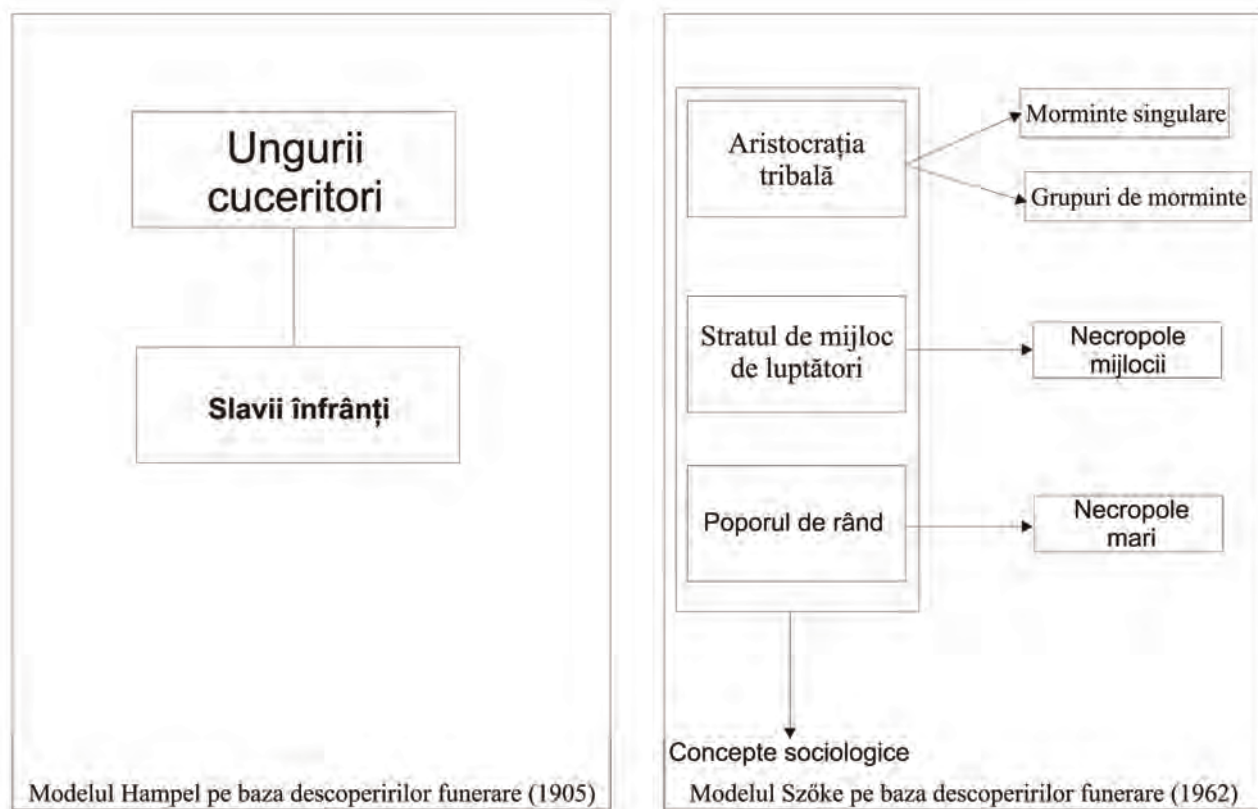 Ungurii
cuceritori
Slavii înfrânți
Modelul Hampel pe baza descoperirilor funerare (1905)
Aristocrația
tribală
Morminte singulare
Grupuri de morminte
Stratul de mijloc
de luptători
Necropole
mijlocii
Poporul de rând
Necropole
mari
Concepte sociologice
Modelul Szőke pe baza descoperirilor funerare (1962)